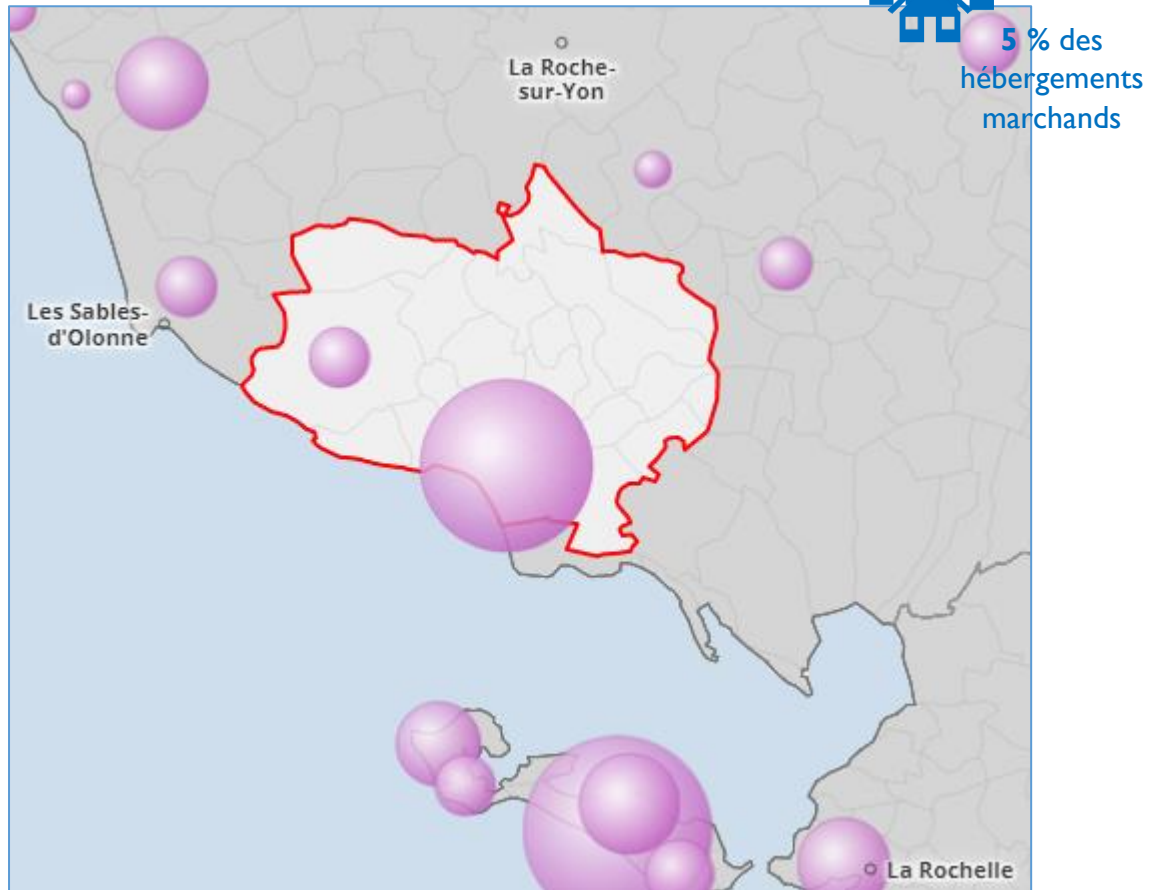 5 % des
hébergements
marchands
La Roche-
sur-Yon
Les Sables-
d'Olonne
La Rochelle